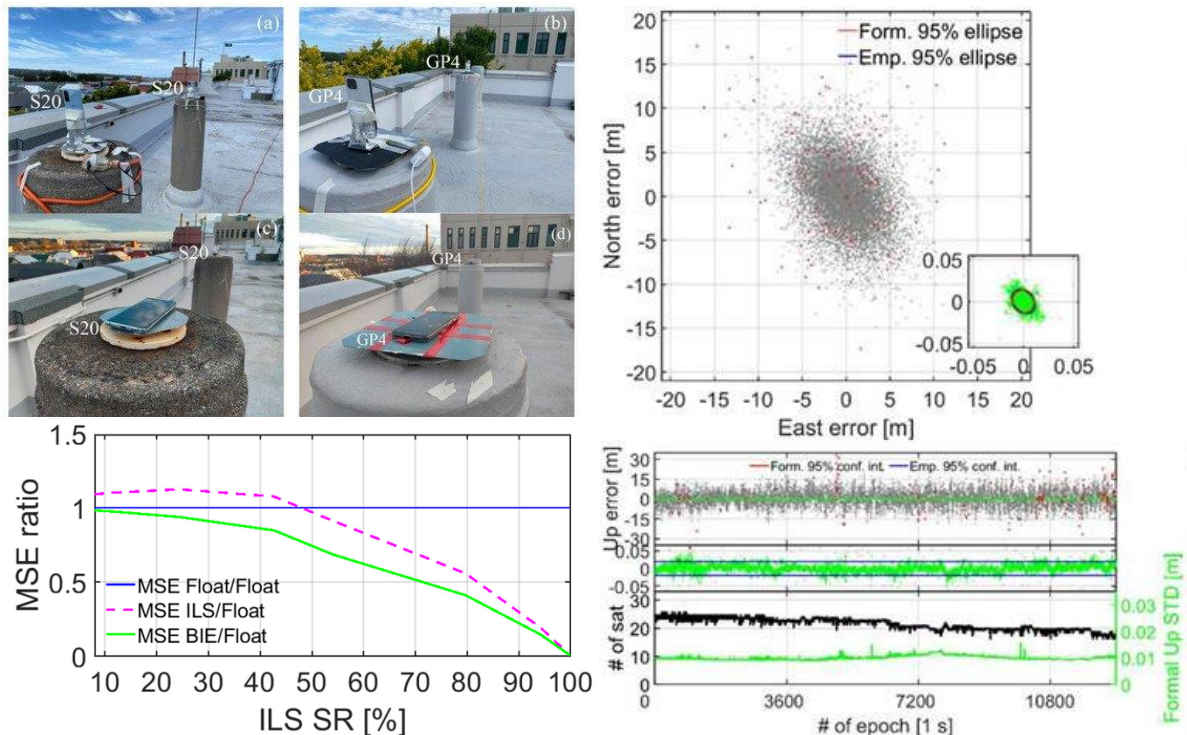 (a)
S20
S20
(b)
GP4
GP4
(c)
S20
S20
(d)
GP4
GP4
20
15
10
5
0
-5
-10
-15
-20
North error [m]
Form. 95% ellipse
Emp. 95% ellipse
0.05
0
-0.05
-0.05 0 0.05
-20 -15 -10 -5 0 5 10 15 20
East error [m]
1.5
1
0.5
0
MSE ratio
MSE Float/Float
MSE ILS/Float
MSE BIE/Float
10 20 30 40 50 60 70 80 90 100
ILS SR [%]
30
15
0
-15
-30
Up error [m]
Form. 95% conf. int.
Emp. 95% conf. int.
0.05
0
-0.05
30
20
10
0
# of sat
0.03
0.02
0.01
0
Formal Up STD [m]
0 3600 7200 10800
# of epoch [1 s]